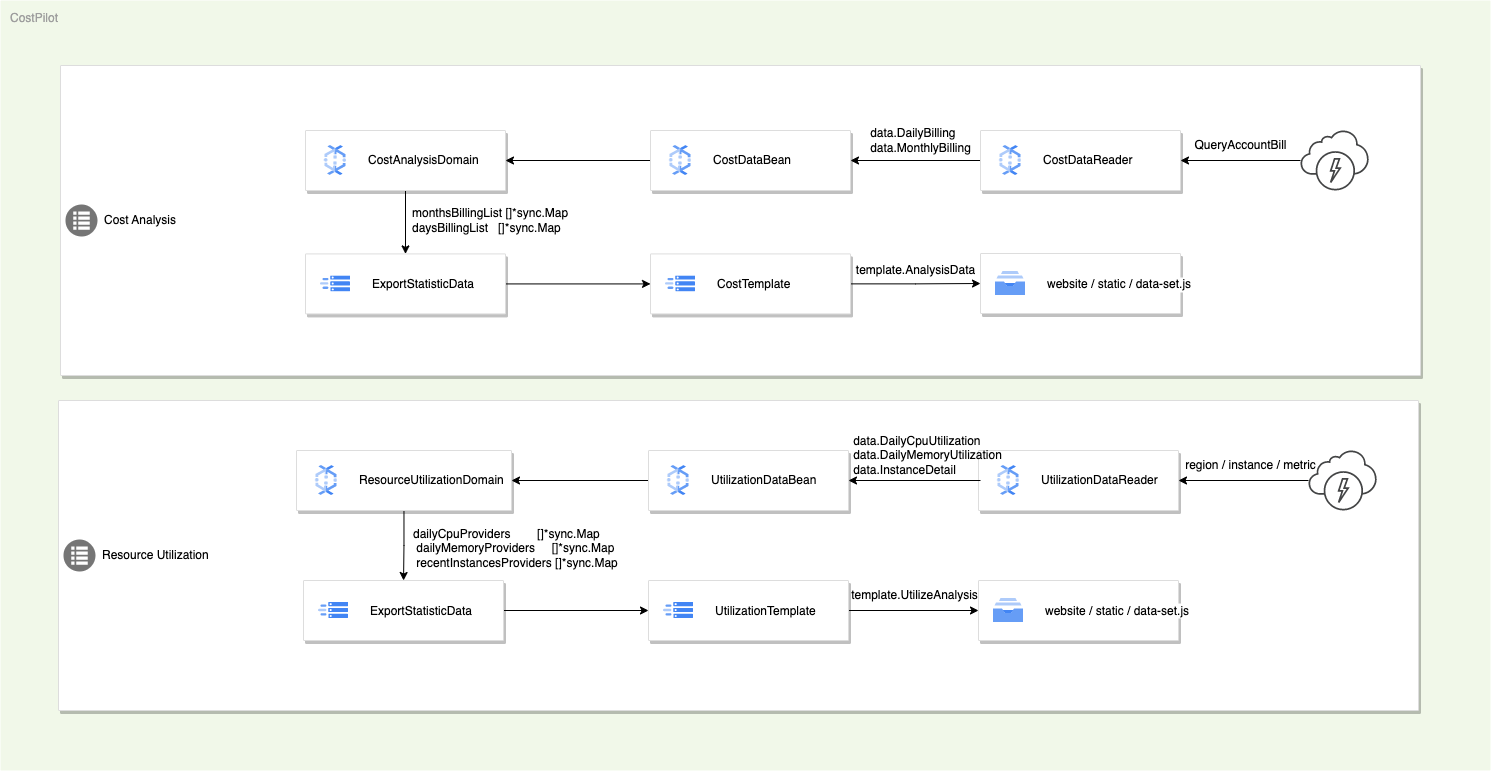 CostPilot
Cost Analysis
CostAnalysisDomain
CostDataBean
data.DailyBilling
data.MonthlyBilling
CostDataReader
QueryAccountBill
monthsBillingList []*sync.Map
daysBillingList []*sync.Map
ExportStatisticData
CostTemplate
template.AnalysisData
website / static / data-set.js
Resource Utilization
ResourceUtilizationDomain
UtilizationDataBean
data.DailyCpuUtilization
data.DailyMemoryUtilization
data.InstanceDetail
UtilizationDataReader
region / instance / metric
dailyCpuProviders []*sync.Map
dailyMemoryProviders []*sync.Map
recentInstancesProviders []*sync.Map
ExportStatisticData
UtilizationTemplate
template.UtilizeAnalysis
website / static / data-set.js